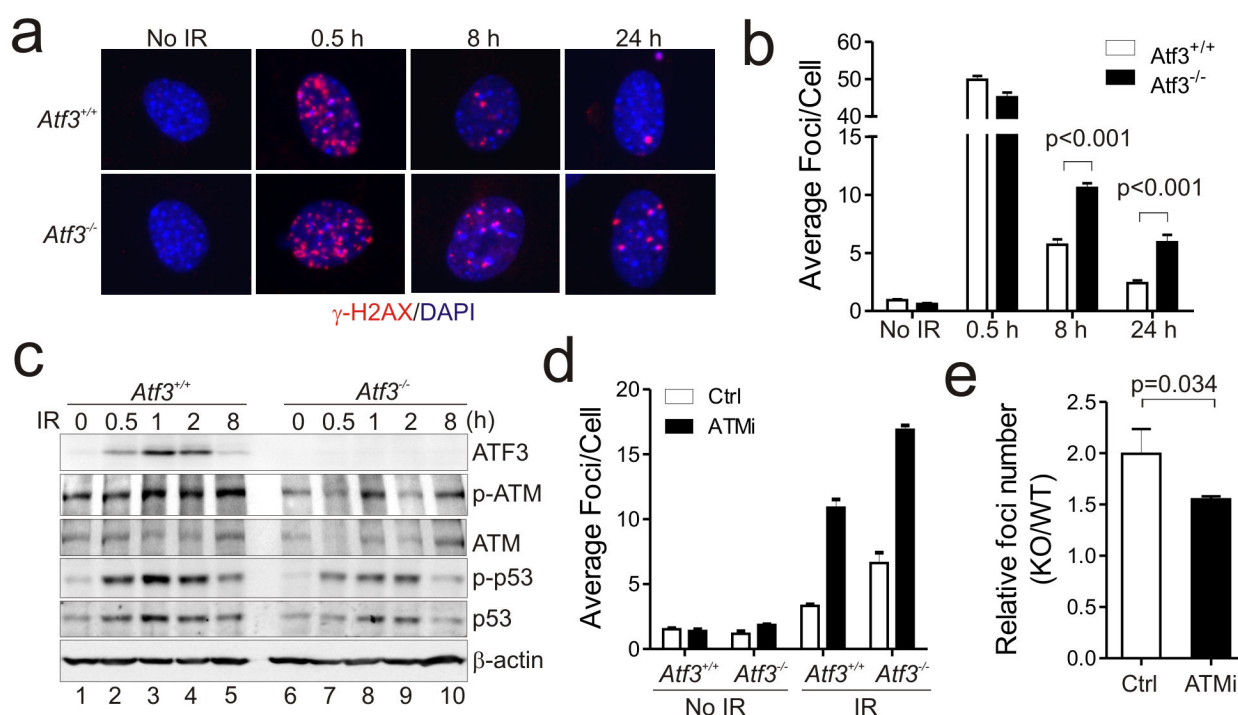 a
No IR 0.5 h 8 h 24 h
Atf3+/+
Atf3-/-
γ-H2AX/DAPI
b
Average Foci/Cell
60
50
40
15
10
5
0
Atf3+/+
Atf3-/-
p<0.001
p<0.001
No IR 0.5 h 8 h 24 h
c
Atf3+/+ Atf3-/-
IR 0 0.5 1 2 8 0 0.5 1 2 8 (h)
ATF3
p-ATM
ATM
p-p53
p53
β-actin
1 2 3 4 5 6 7 8 9 10
d
Average Foci/Cell
20
15
10
5
0
Ctrl
ATMi
Atf3+/+ Atf3-/- Atf3+/+ Atf3-/-
No IR IR
e
Relative foci number
(KO/WT)
p=0.034
2.5
2.0
1.5
1.0
0.5
0.0
Ctrl ATMi